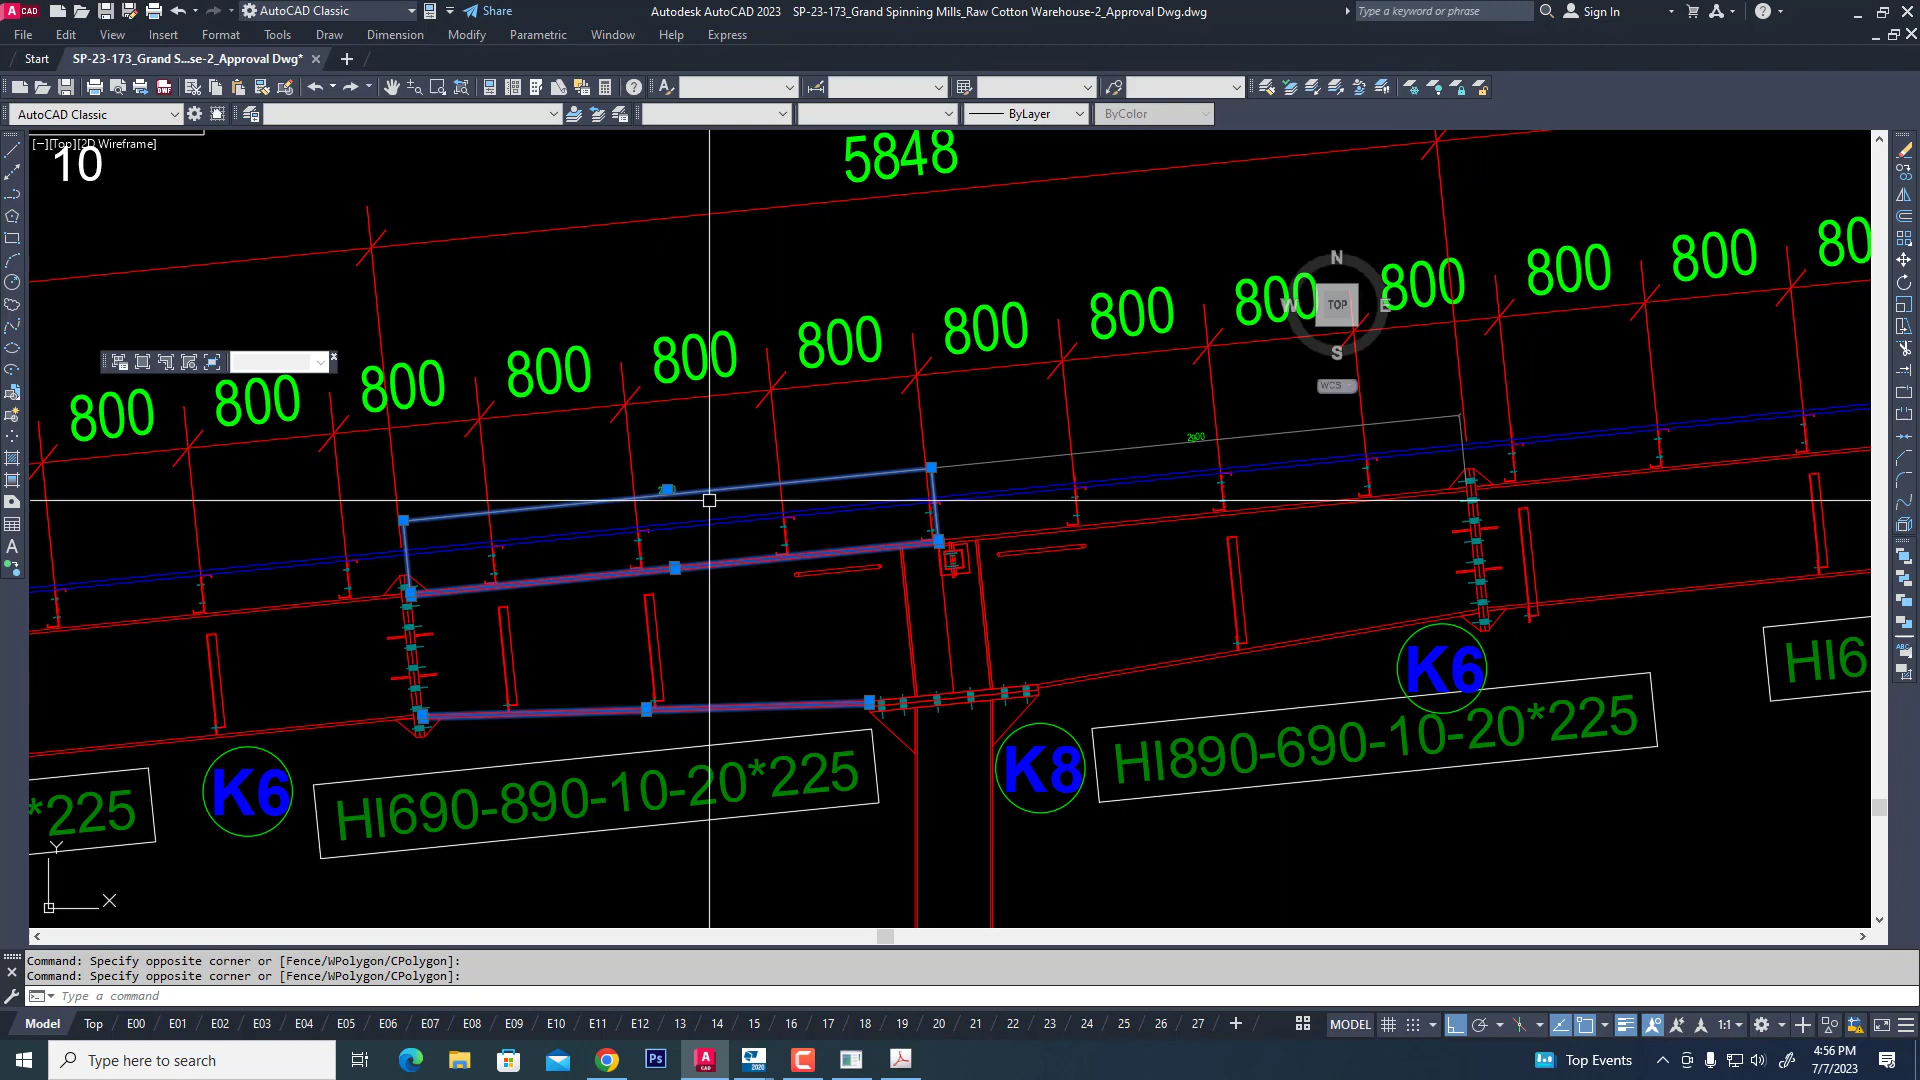 AutoCAD Classic
Share
Autodesk AutoCAD 2023 SP-23-173_Grand Spinning Mills_Raw Cotton Warehouse-2_Approval Dwg.dwg
Type a keyword or phrase
Sign In
File Edit View Insert Format Tools Draw Dimension Modify Parametric Window Help Express
Start
SP-23-173_Grand S...se-2_Approval Dwg*
AutoCAD Classic
ByLayer
ByColor
[−][Top][2D Wireframe]
10
5848
800
800
800
800
800
800
800
800
800
800
800
800
80
N
W
TOP
E
S
WCS
2900
K6
HI6
HI890-690-10-20*225
K8
K6
HI690-890-10-20*225
*225
Y
X
Command: Specify opposite corner or [Fence/WPolygon/CPolygon]:
Command: Specify opposite corner or [Fence/WPolygon/CPolygon]:
Type a command
Model Top E00 E01 E02 E03 E04 E05 E06 E07 E08 E09 E10 E11 E12 13 14 15 16 17 18 19 20 21 22 23 24 25 26 27
MODEL
1:1
Type here to search
Top Events
4:56 PM
7/7/2023